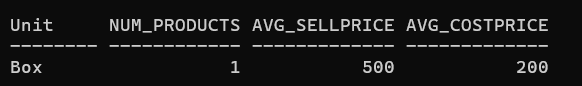 Unit     NUM_PRODUCTS AVG_SELLPRICE AVG_COSTPRICE
-------- ------------ ------------- -------------
Box                 1           500           200